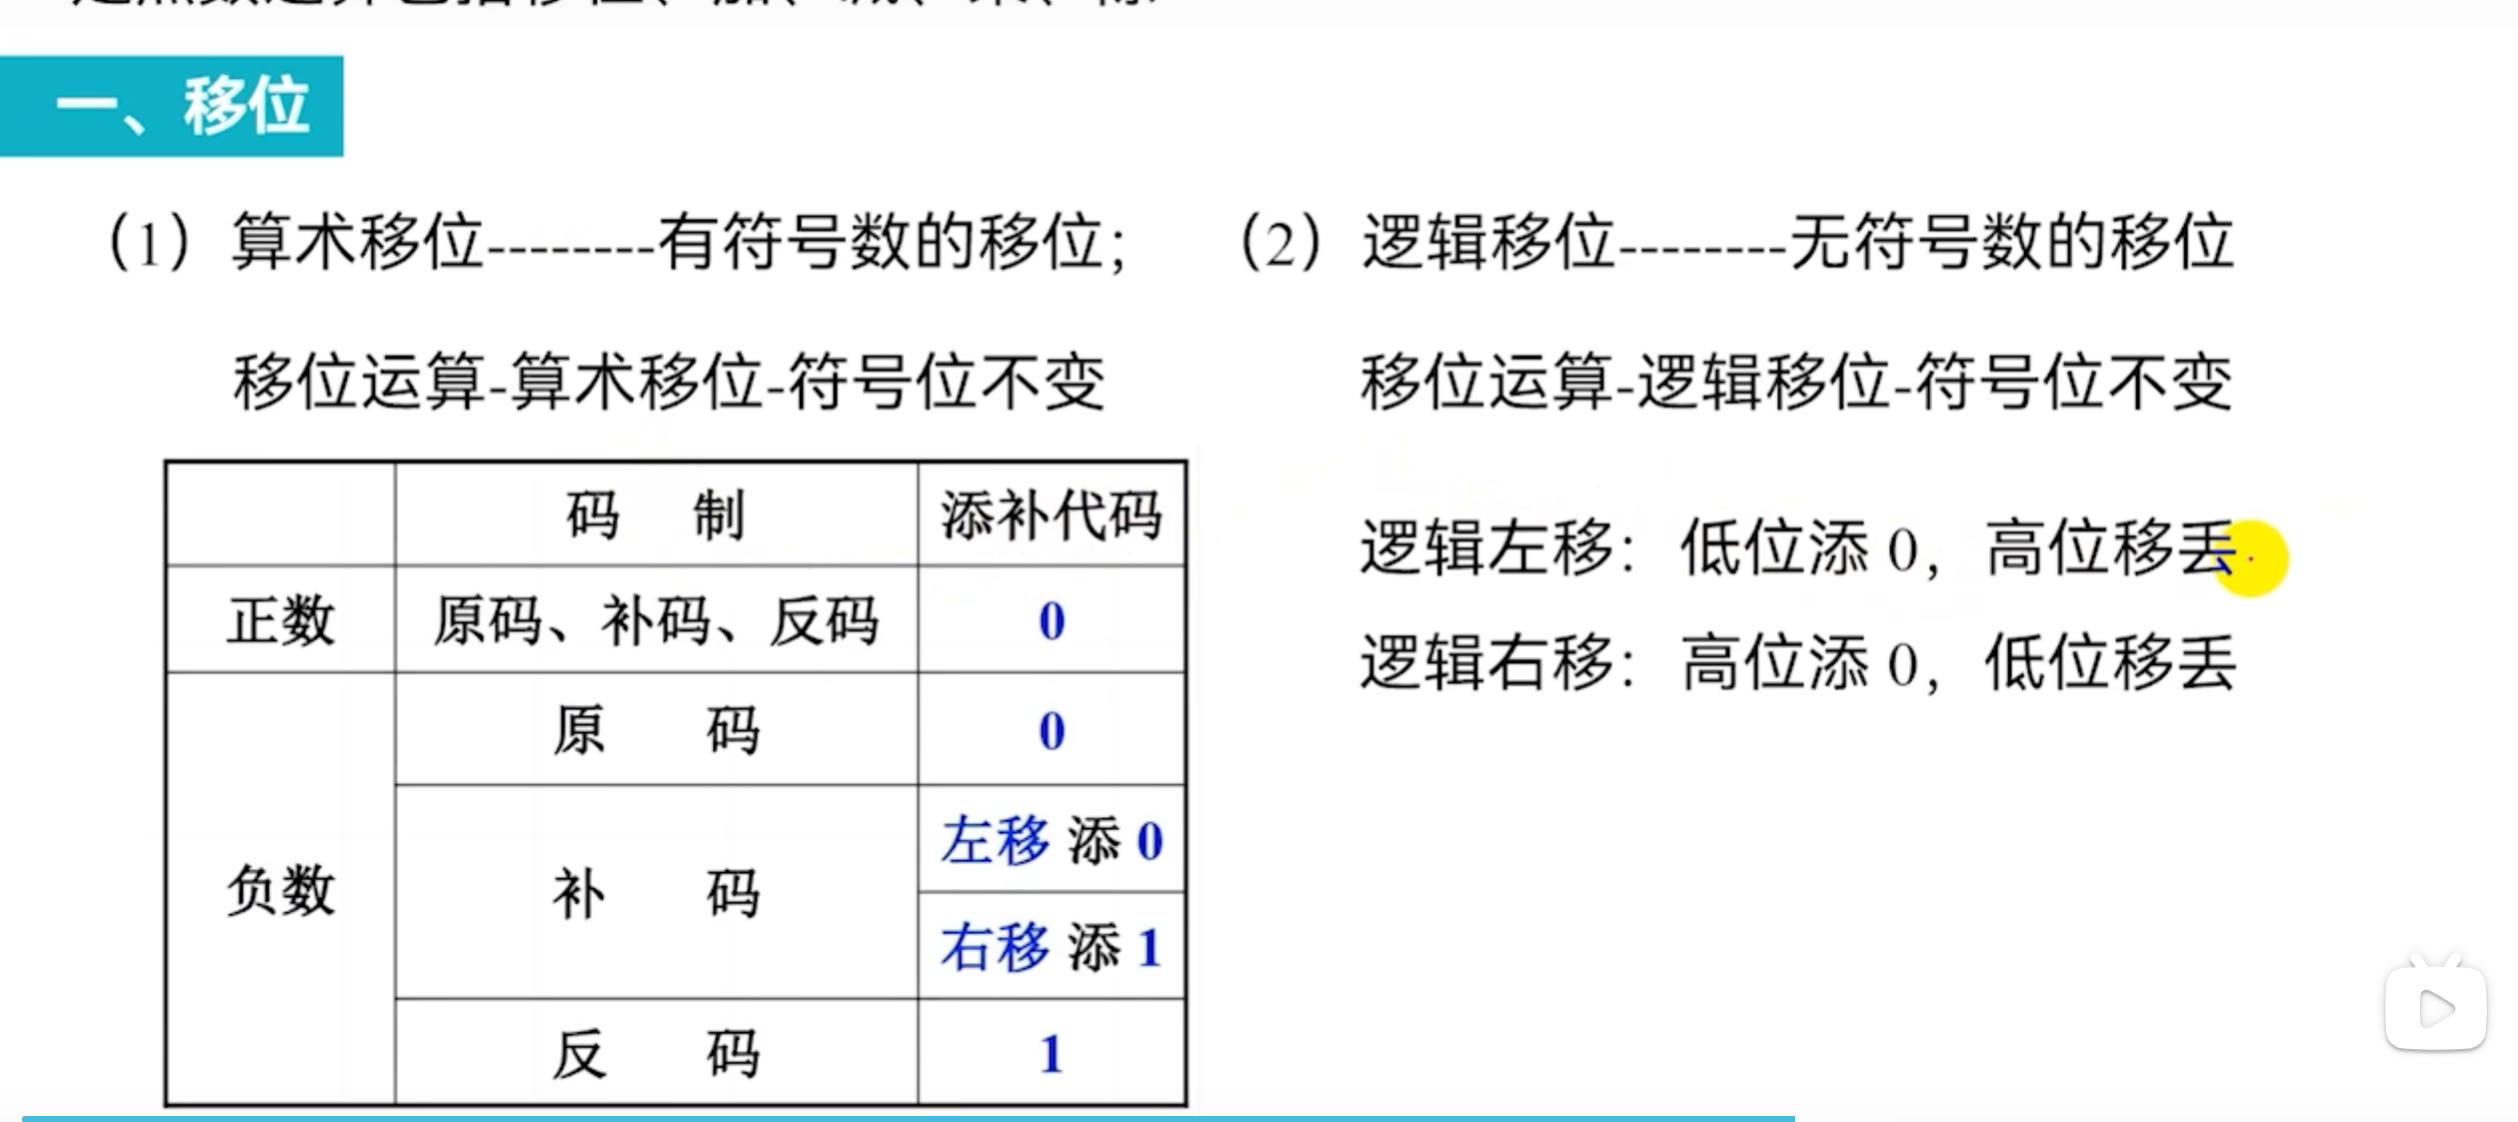 一、移位
（1）算术移位--------有符号数的移位；
移位运算-算术移位-符号位不变
码 制 添补代码
正数 原码、补码、反码 0
负数 原 码 0
补 码 左移 添 0
右移 添 1
反 码 1
（2）逻辑移位--------无符号数的移位
移位运算-逻辑移位-符号位不变
逻辑左移：低位添 0，高位移丢
逻辑右移：高位添 0，低位移丢